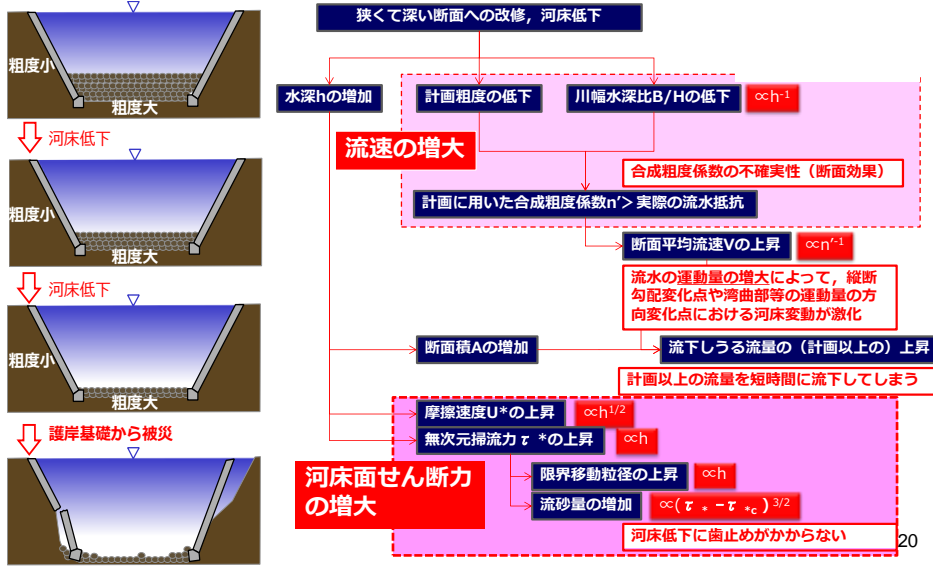 粗度小
粗度大
河床低下
粗度小
粗度大
河床低下
粗度小
粗度大
護岸基礎から被災
狭くて深い断面への改修，河床低下
水深hの増加
計画粗度の低下
川幅水深比B/Hの低下
∝h-1
流速の増大
合成粗度係数の不確実性（断面効果）
計画に用いた合成粗度係数n’＞実際の流水抵抗
断面平均流速Vの上昇
∝n’-1
流水の運動量の増大によって，縦断
勾配変化点や湾曲部等の運動量の方
向変化点における河床変動が激化
断面積Aの増加
流下しうる流量の（計画以上の）上昇
計画以上の流量を短時間に流下してしまう
摩擦速度U*の上昇
∝h1/2
無次元掃流力τ *の上昇
∝h
河床面せん断力
の増大
限界移動粒径の上昇
∝h
流砂量の増加
∝(τ * －τ *c )3/2
河床低下に歯止めがかからない
20